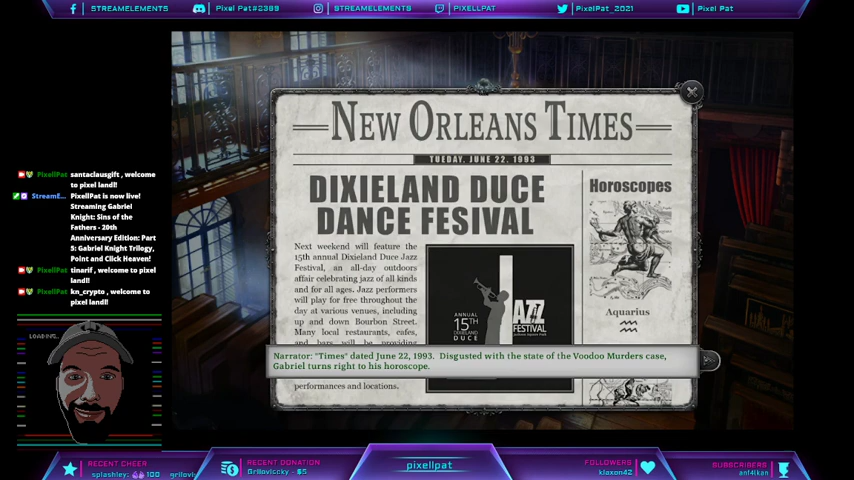 STREAMELEMENTS
Pixel Pat#2389
STREAMELEMENTS
PIXELLPAT
PixelPat_2021
Pixel Pat
NEW ORLEANS TIMES
TUEDAY, JUNE 22, 1993
DIXIELAND DUCE
DANCE FESIVAL
Horoscopes
Next weekend will feature the
15th annual Dixieland Duce Jazz
Festival, an all-day outdoors
affair celebrating jazz of all kinds
and for all ages. Jazz performers
will play for free throughout the
day at various venues, including
up and down Bourbon Street.
Many local restaurants, cafes,
and bars will be providing
performances and locations.
ANNUAL
15TH
DIXIELAND
DUCE
JAZZ
FESTIVAL
Aquarius
Narrator: "Times" dated June 22, 1993. Disgusted with the state of the Voodoo Murders case,
Gabriel turns right to his horoscope.
PixellPat santaclausgift , welcome
to pixel land!!
StreamE... PixellPat is now live!
Streaming Gabriel
Knight: Sins of the
Fathers - 20th
Anniversary Edition: Part
5: Gabriel Knight Trilogy,
Point and Click Heaven!
PixellPat tinarif , welcome to pixel
land!!
PixellPat kn_crypto , welcome to
pixel land!!
LOADING..
RECENT CHEER
splashley: 100 grilovi
RECENT DONATION
Griloviccky - $5
pixellpat
FOLLOWERS
klaxon42
SUBSCRIBERS
an141kan